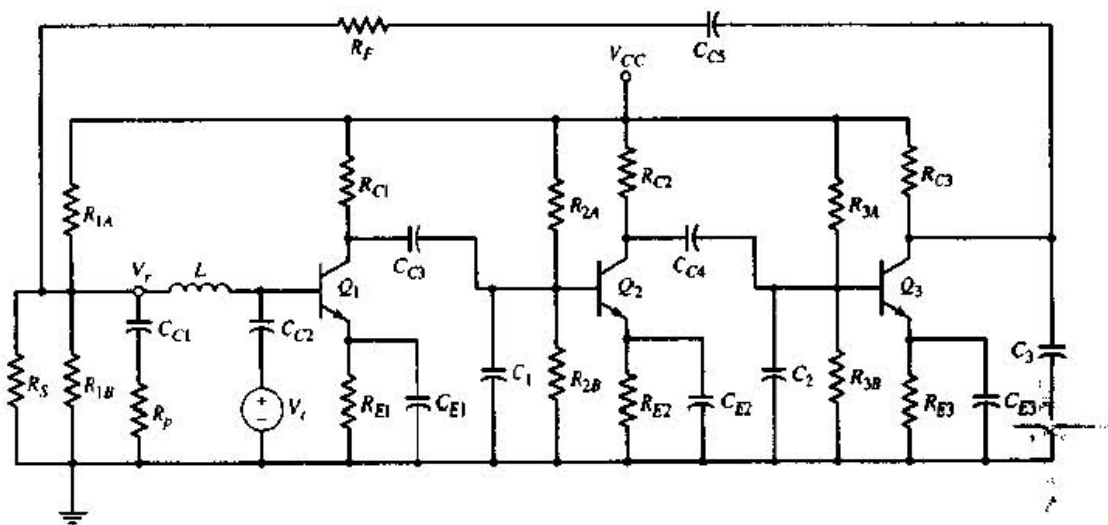 R_F
C_C5
V_CC
R_C1
R_C2
R_C3
R_1A
R_2A
R_3A
V_r
L
Q_1
C_C3
Q_2
C_C4
Q_3
C_C1
C_C2
R_S
R_1B
R_p
+
−
R_E1
C_E1
C_1
R_2B
R_E2
C_E2
C_2
R_3B
R_E3
C_E3
C_3